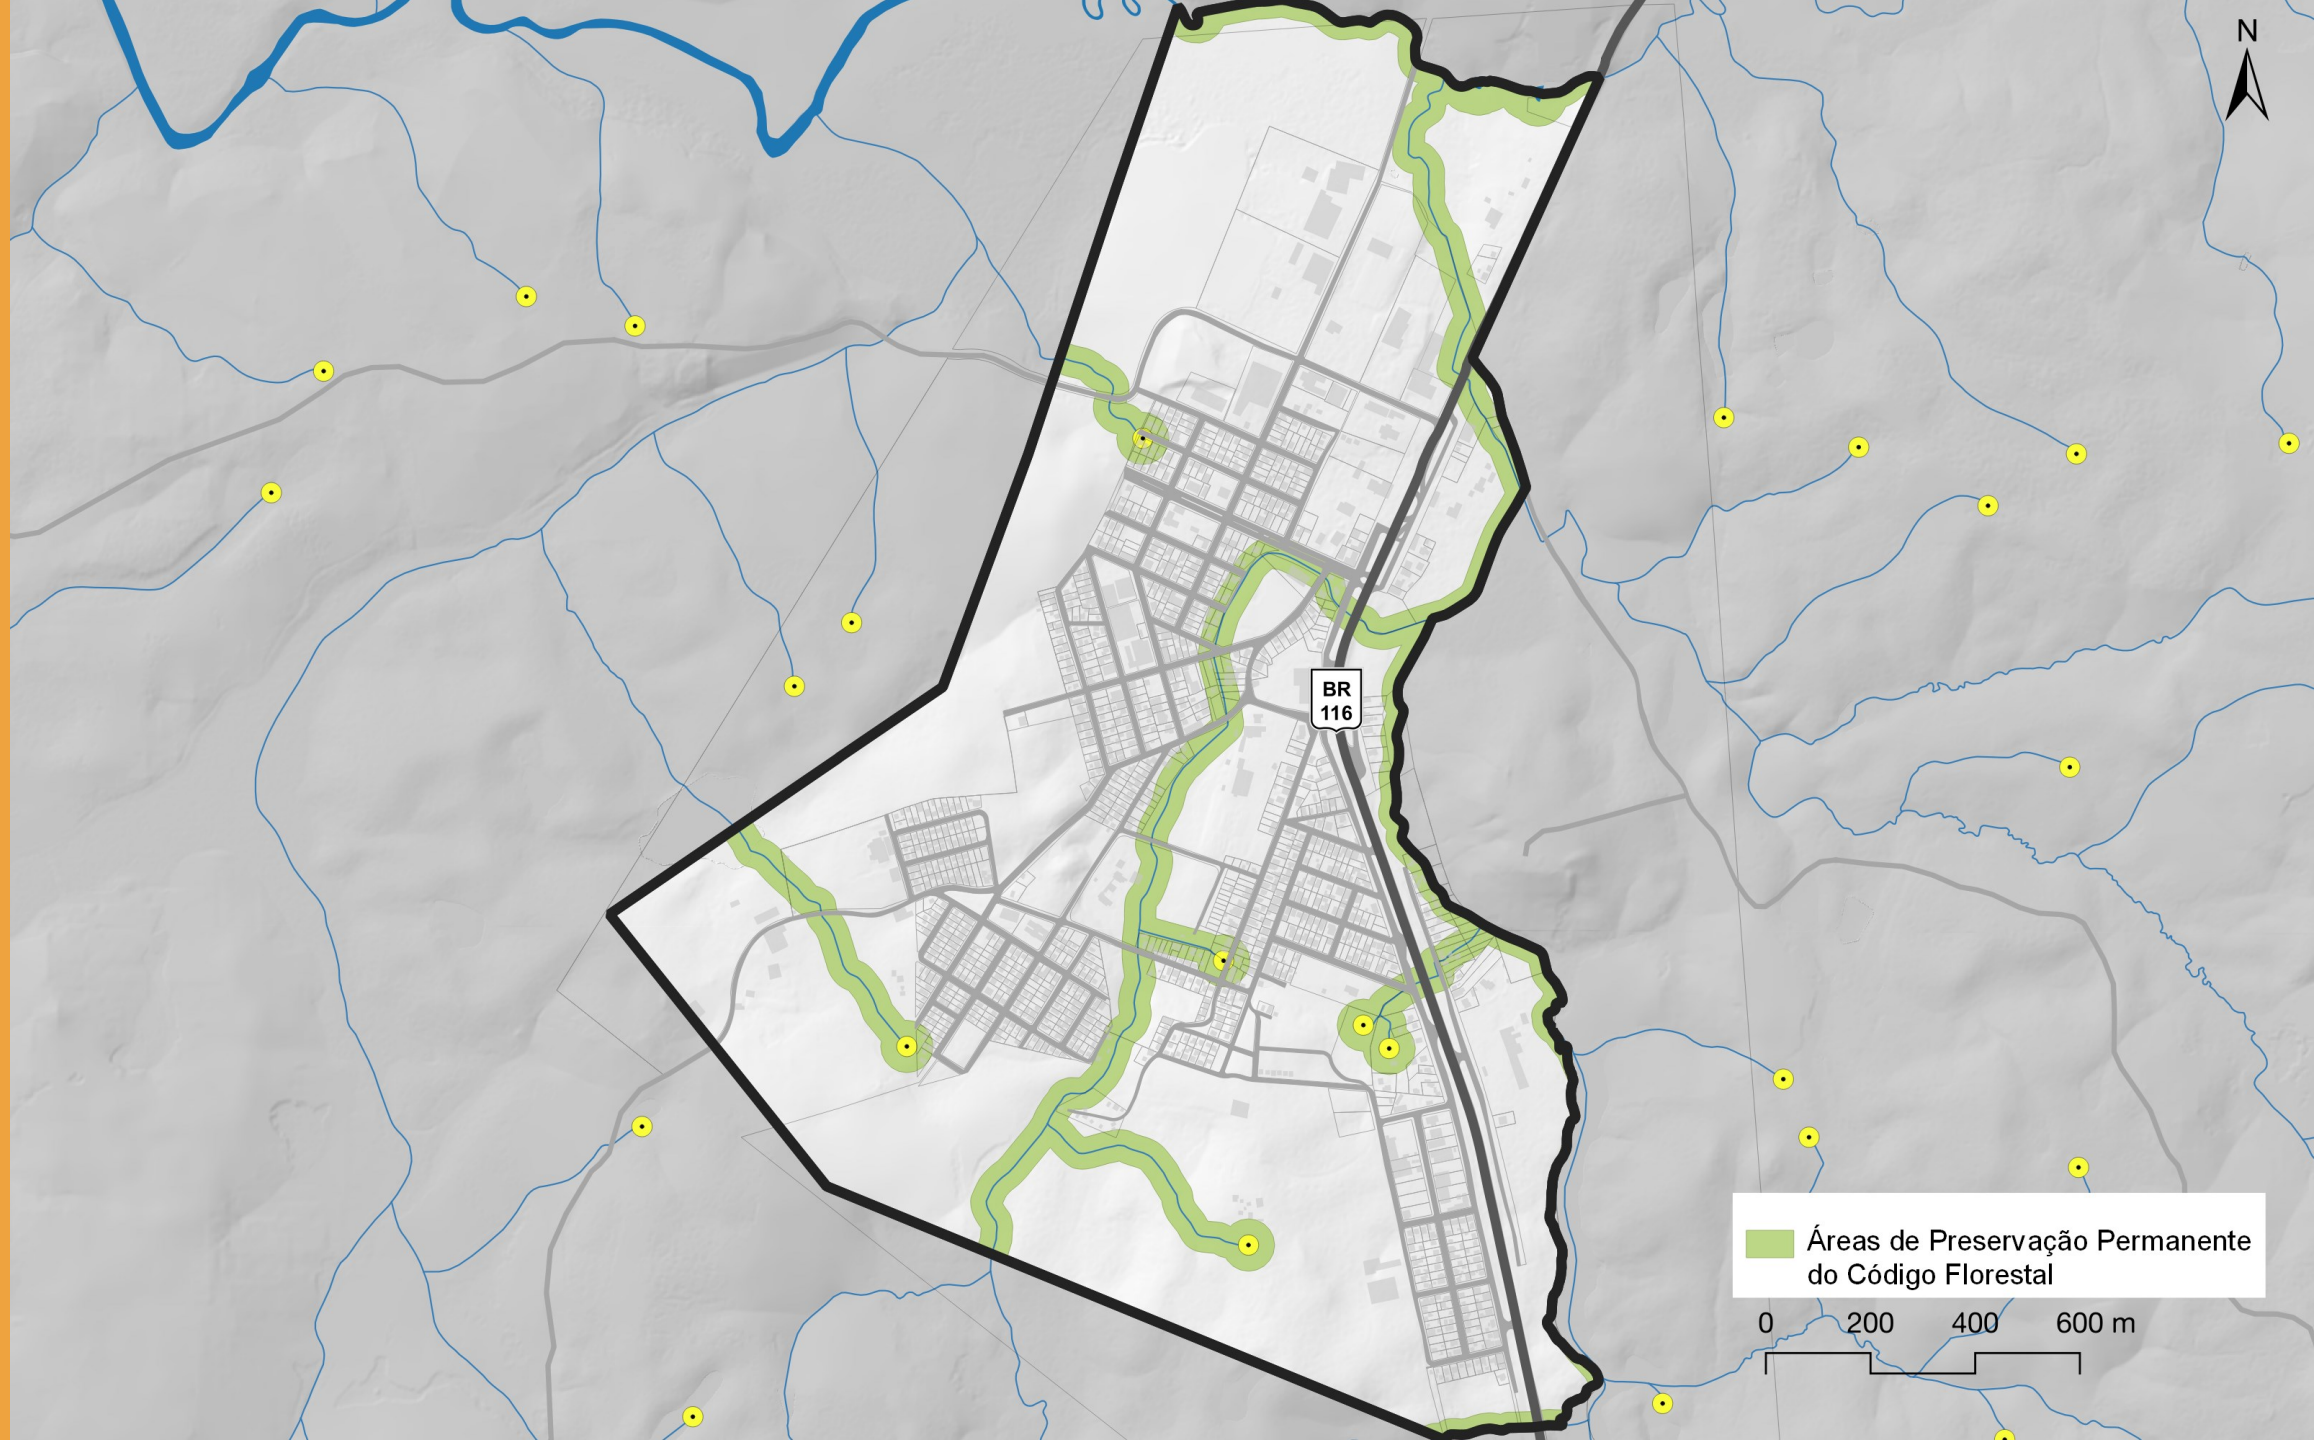 N
BR
116
Áreas de Preservação Permanente
do Código Florestal
0 200 400 600 m